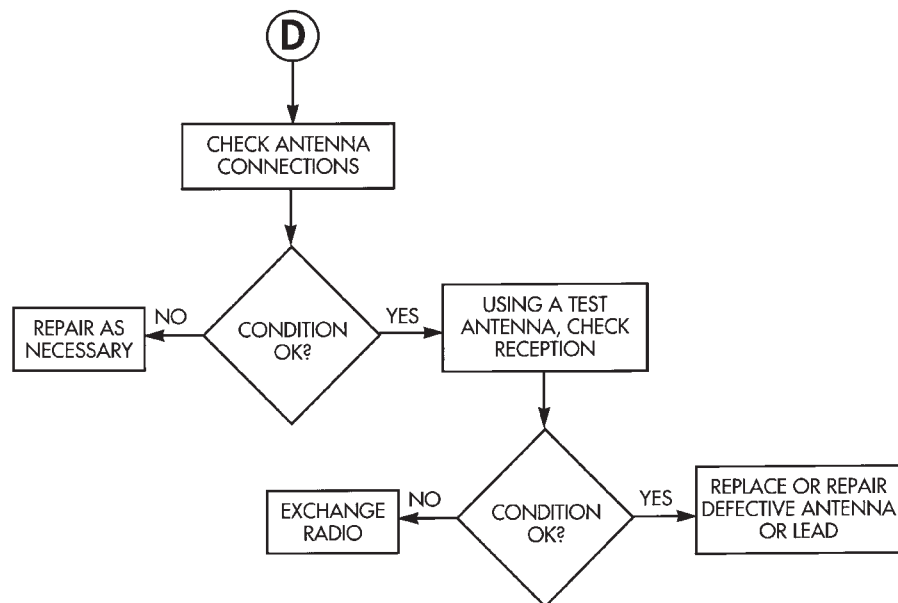 D
CHECK ANTENNA
CONNECTIONS
CONDITION
OK?
NO
REPAIR AS
NECESSARY
YES
USING A TEST
ANTENNA, CHECK
RECEPTION
CONDITION
OK?
NO
EXCHANGE
RADIO
YES
REPLACE OR REPAIR
DEFECTIVE ANTENNA
OR LEAD